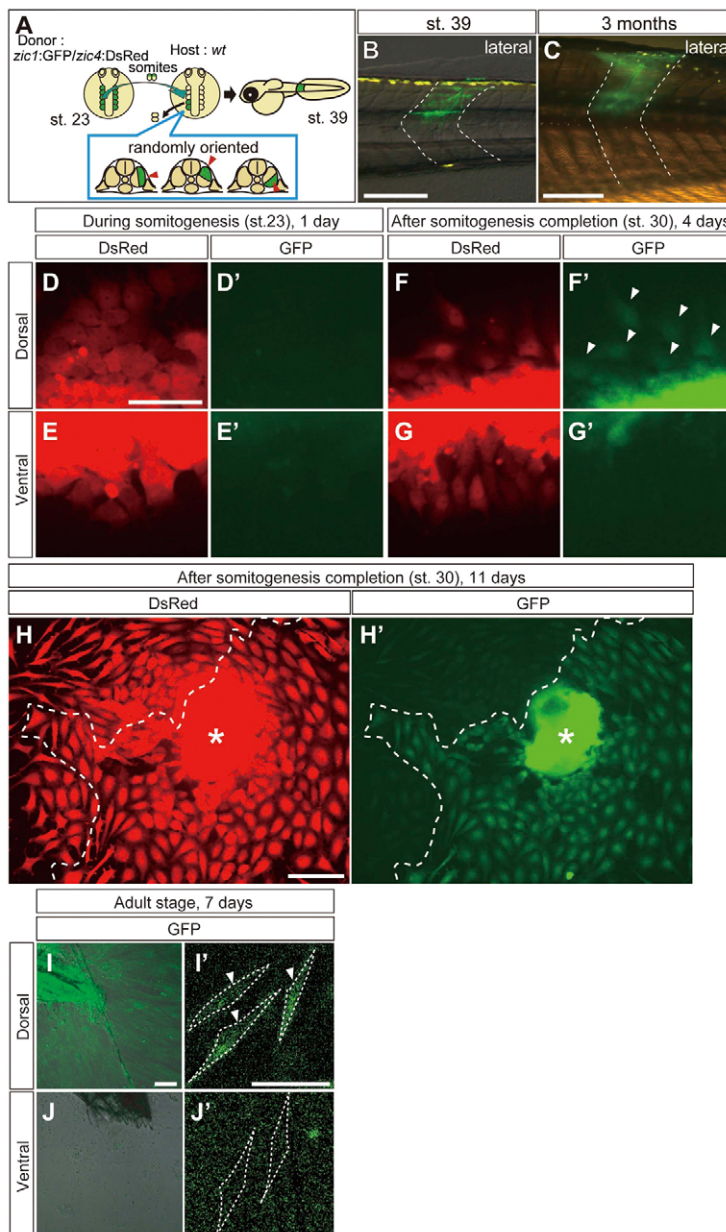 A
Donor :
zic1:GFP/zic4:DsRed
Host : wt
somites
st. 23
st. 39
randomly oriented
st. 39
3 months
B
lateral
C
lateral
During somitogenesis (st.23), 1 day
After somitogenesis completion (st. 30), 4 days
DsRed
GFP
DsRed
GFP
Dorsal
D
D'
F
F'
Ventral
E
E'
G
G'
After somitogenesis completion (st. 30), 11 days
DsRed
GFP
H
*
H'
*
Adult stage, 7 days
GFP
Dorsal
I
I'
Ventral
J
J'